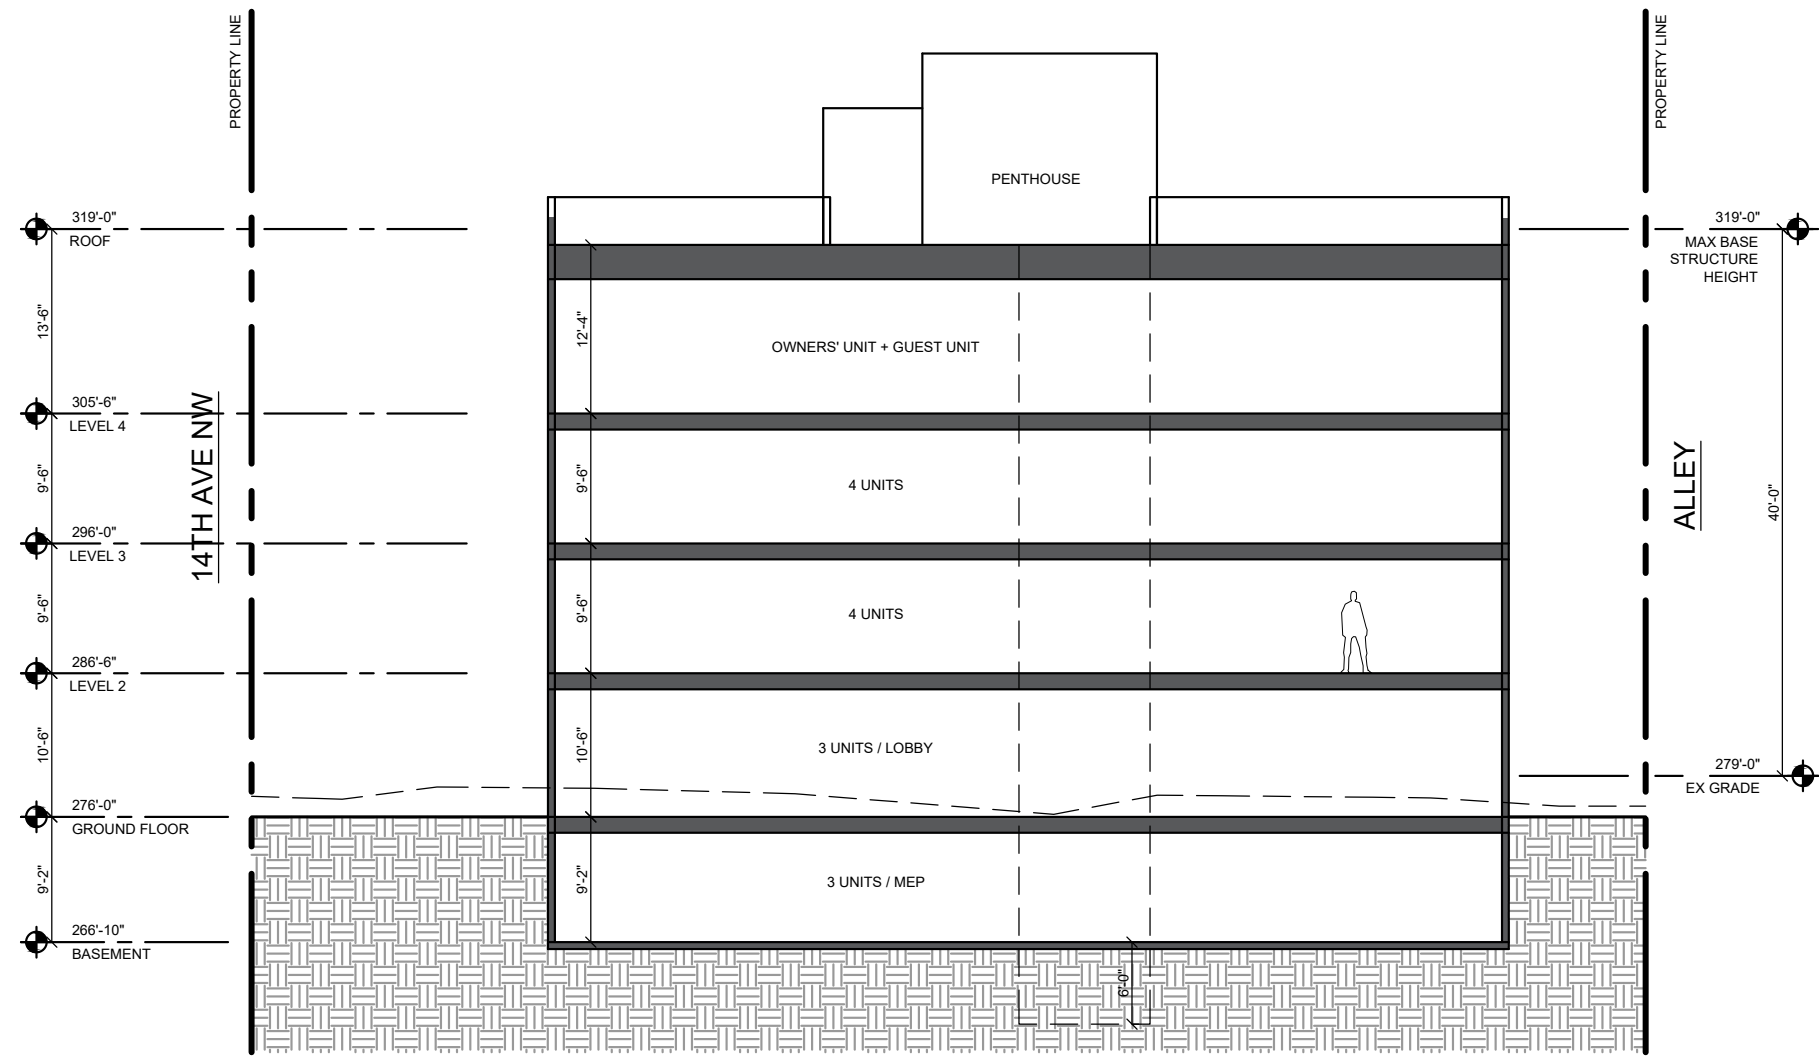 PROPERTY LINE
PROPERTY LINE
PENTHOUSE
319'-0"
ROOF
319'-0"
MAX BASE
STRUCTURE
HEIGHT
13'-6"
12'-4"
OWNERS' UNIT + GUEST UNIT
305'-6"
LEVEL 4
14TH AVE NW
ALLEY
9'-6"
9'-6"
4 UNITS
40'-0"
296'-0"
LEVEL 3
9'-6"
9'-6"
4 UNITS
286'-6"
LEVEL 2
10'-6"
10'-6"
3 UNITS / LOBBY
279'-0"
EX GRADE
276'-0"
GROUND FLOOR
9'-2"
9'-2"
3 UNITS / MEP
266'-10"
BASEMENT
6'-0"